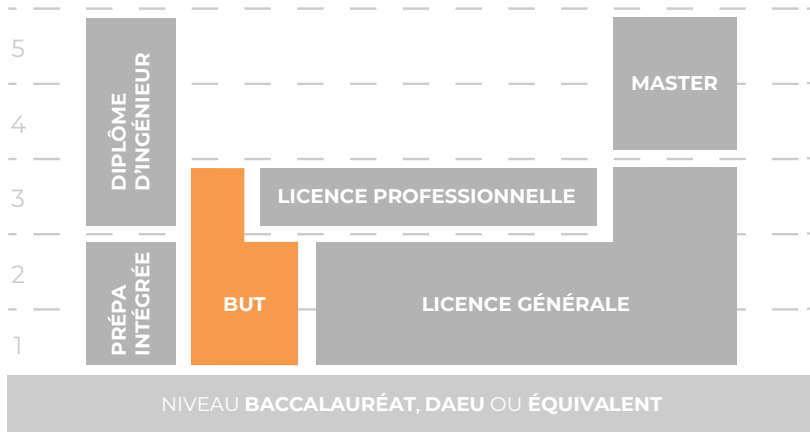 5
MASTER
4
DIPLÔME
D'INGÉNIEUR
3
LICENCE PROFESSIONNELLE
2
PRÉPA
INTÉGRÉE
BUT
LICENCE GÉNÉRALE
1
NIVEAU BACCALAURÉAT, DAEU OU ÉQUIVALENT